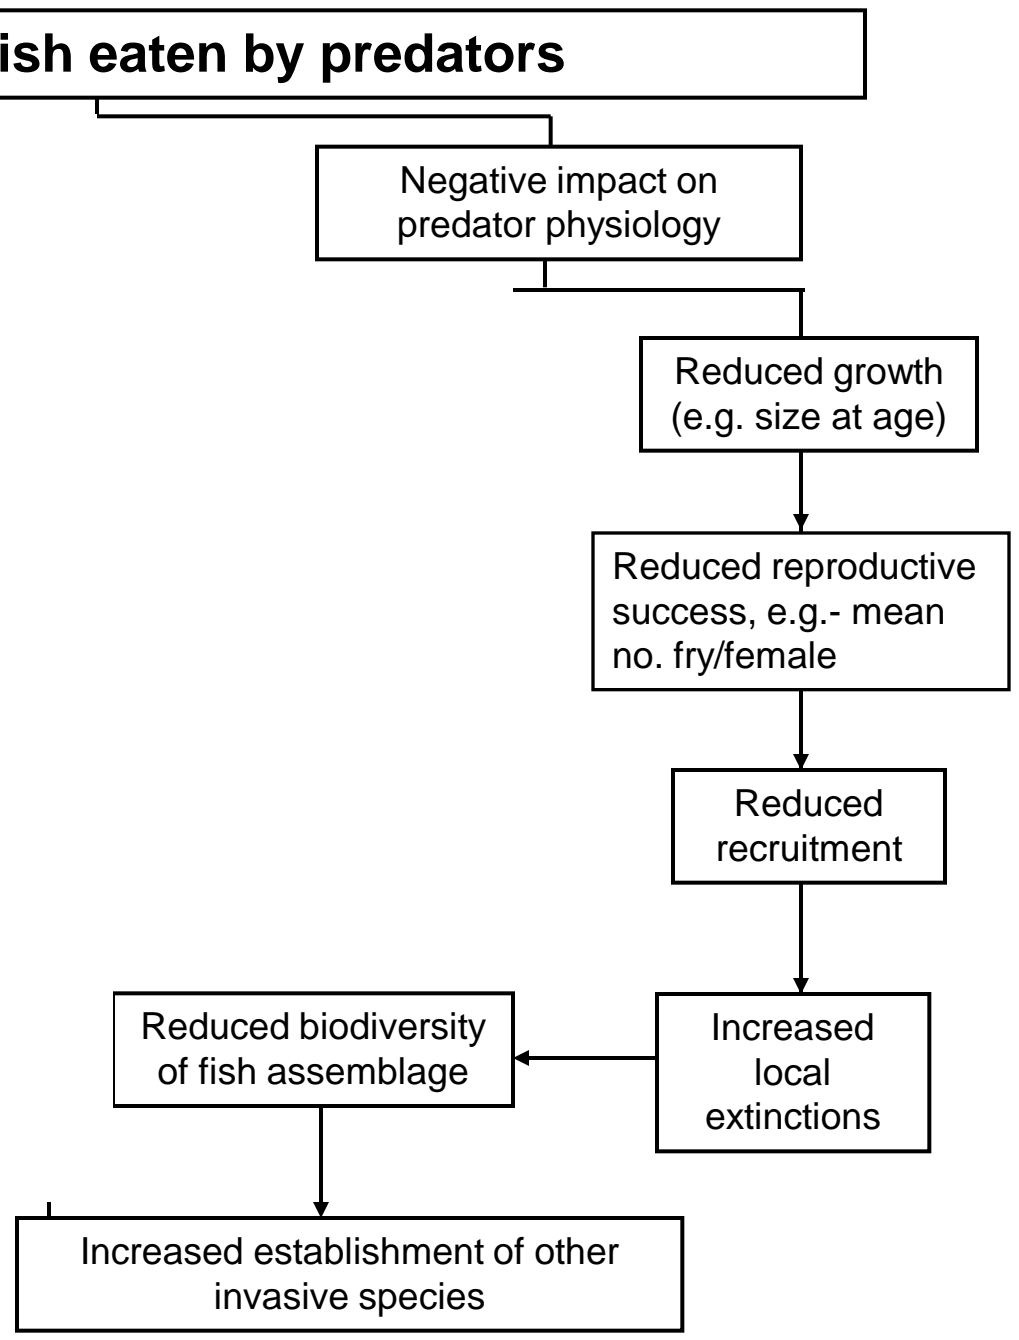 ish eaten by predators
Negative impact on
predator physiology
Reduced growth
(e.g. size at age)
Reduced reproductive
success, e.g.- mean
no. fry/female
Reduced
recruitment
Increased
local
extinctions
Reduced biodiversity
of fish assemblage
Increased establishment of other
invasive species